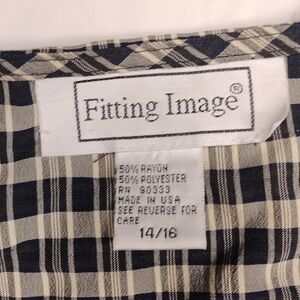 Fitting Image®
50% RAYON
50% POLYESTER
RN 90333
MADE IN USA
SEE REVERSE FOR
CARE
14/16